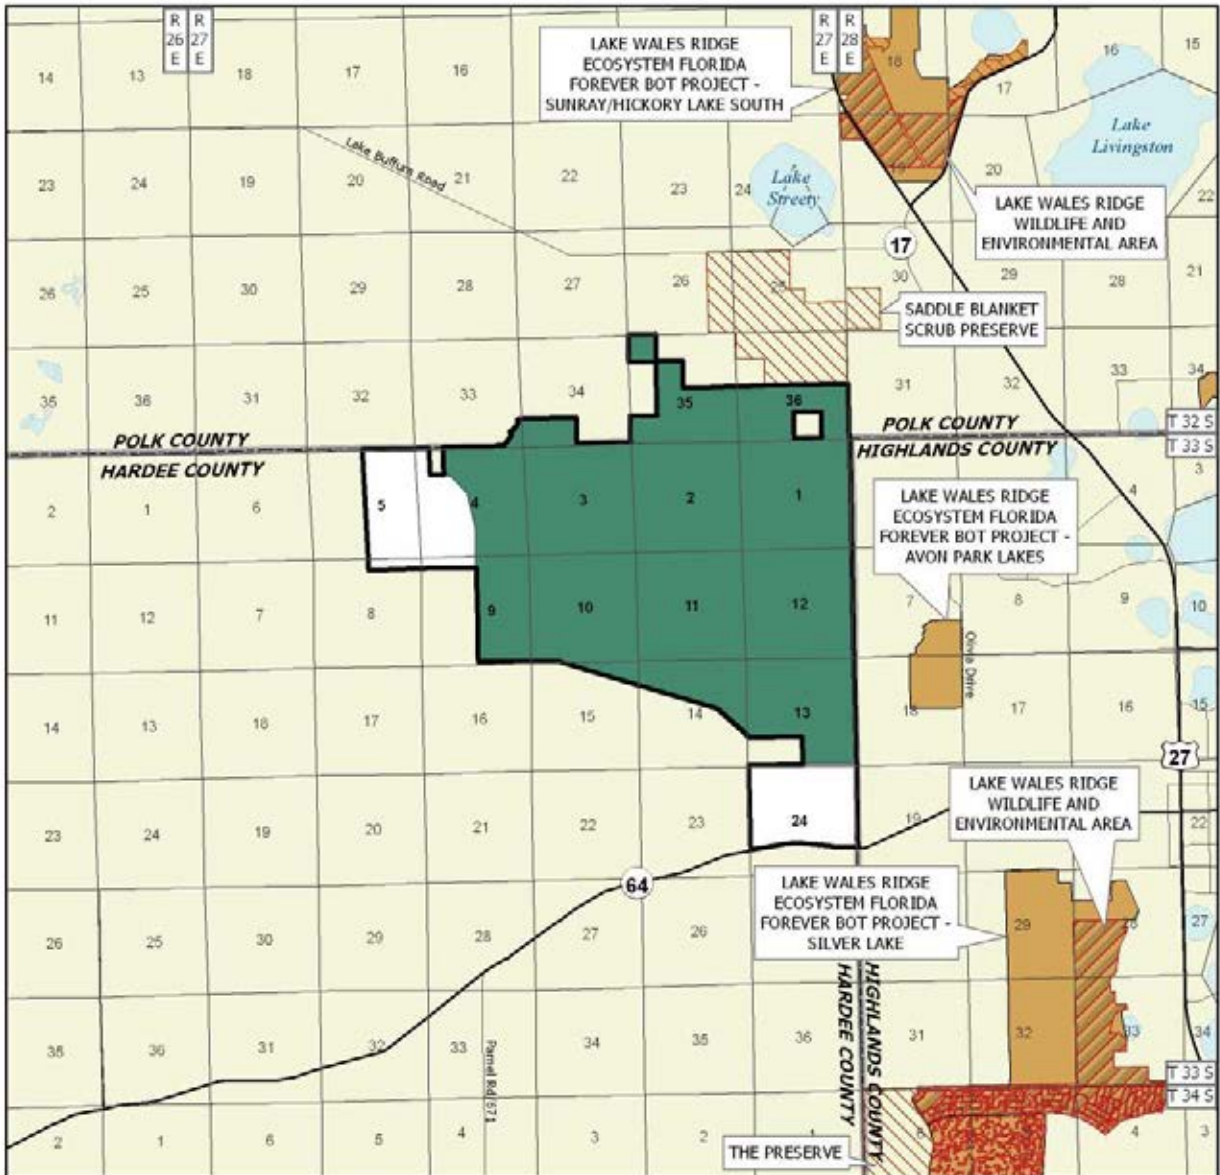 R 26 E
R 27 E
R 27 E
R 28 E
LAKE WALES RIDGE
ECOSYSTEM FLORIDA
FOREVER BOT PROJECT -
SUNRAY/HICKORY LAKE SOUTH
14 13 18 17 16 18 17 16 15
Lake
Livingston
Lake Buffum Road
23 24 19 20 21 22 23 24 19 20 22
Lake
Streety
LAKE WALES RIDGE
WILDLIFE AND
ENVIRONMENTAL AREA
17
26 25 30 29 28 27 26 25 30 29 28 21
SADDLE BLANKET
SCRUB PRESERVE
35 36 31 32 33 34 35 36 31 32 33 34
POLK COUNTY
HARDEE COUNTY
POLK COUNTY
HIGHLANDS COUNTY
T 32 S
T 33 S
2 1 6 5 4 3 2 1 4 3
LAKE WALES RIDGE
ECOSYSTEM FLORIDA
FOREVER BOT PROJECT -
AVON PARK LAKES
11 12 7 8 9 10 11 12 7 8 9 10
Olivia Drive
14 13 18 17 16 15 14 13 18 17 16 15
27
LAKE WALES RIDGE
WILDLIFE AND
ENVIRONMENTAL AREA
23 24 19 20 21 22 23 24 19 22
64
LAKE WALES RIDGE
ECOSYSTEM FLORIDA
FOREVER BOT PROJECT -
SILVER LAKE
26 25 30 29 28 27 26 29 28 27
HIGHLANDS COUNTY
HARDEE COUNTY
35 36 31 32 33 34 35 36 31 32 33 34
Parnel Rd/671
T 33 S
T 34 S
2 1 6 5 4 3 2 1 6 4 3
THE PRESERVE